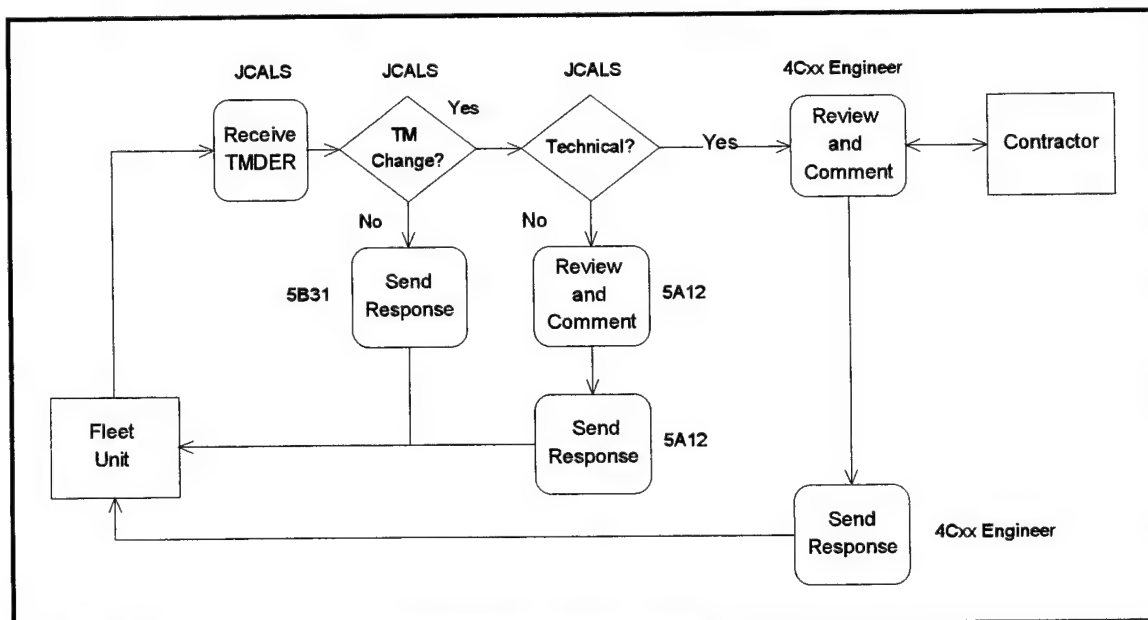 JCALS
JCALS
JCALS
4Cxx Engineer
Receive
TMDER
TM
Change?
Yes
Technical?
Yes
Review
and
Comment
Contractor
No
No
5B31
Send
Response
Review
and
Comment
5A12
Fleet
Unit
Send
Response
5A12
Send
Response
4Cxx Engineer